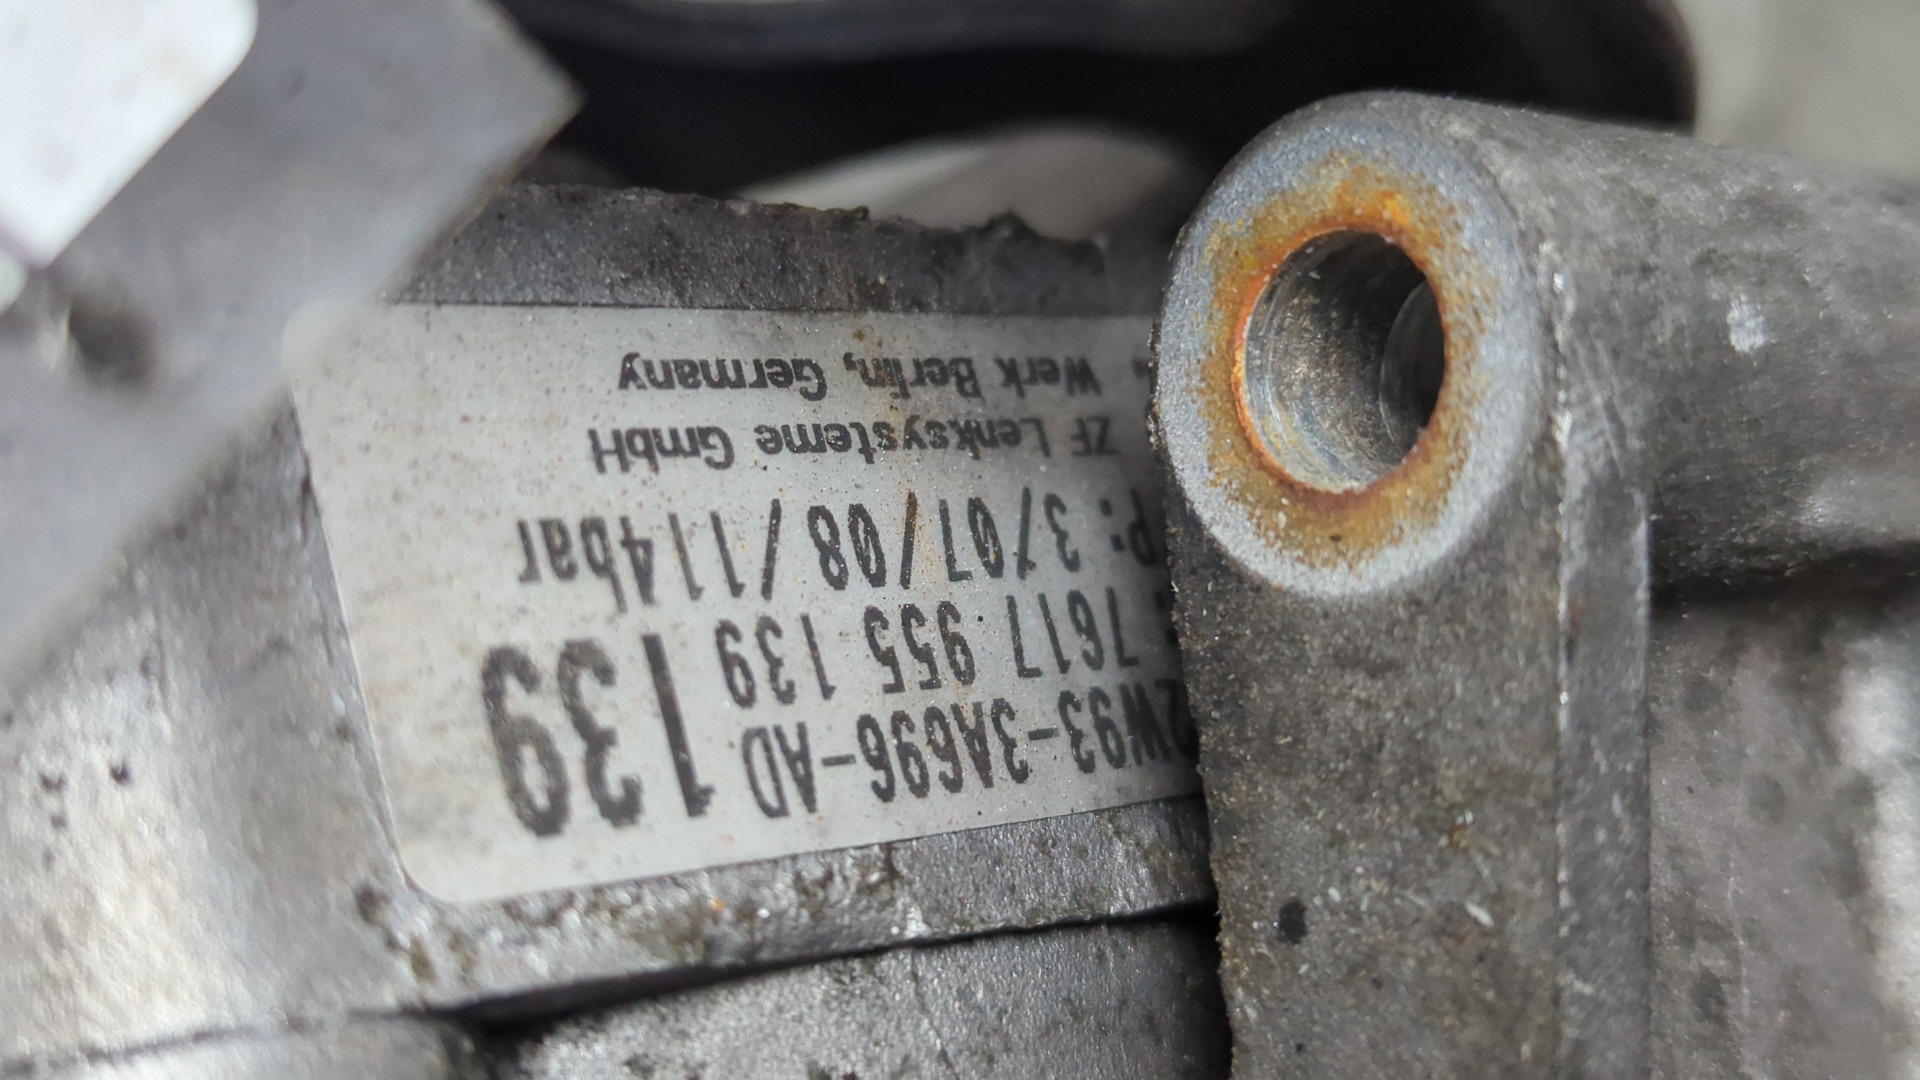 2W93-3A696-AD 139
: 7617 955 139
P: 3/07/08/114bar
ZF Lenksysteme GmbH
. Werk Berlin, Germany